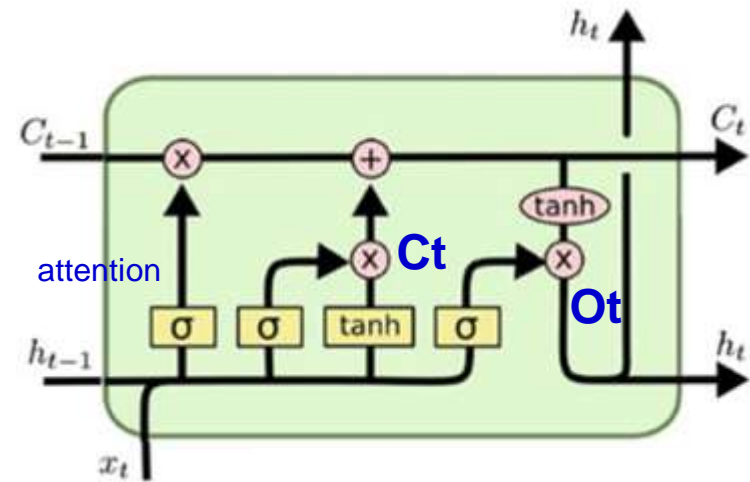 h_t
C_{t-1} x + C_t
tanh
attention x Ct x
σ σ tanh σ Ot
h_{t-1} h_t
x_t